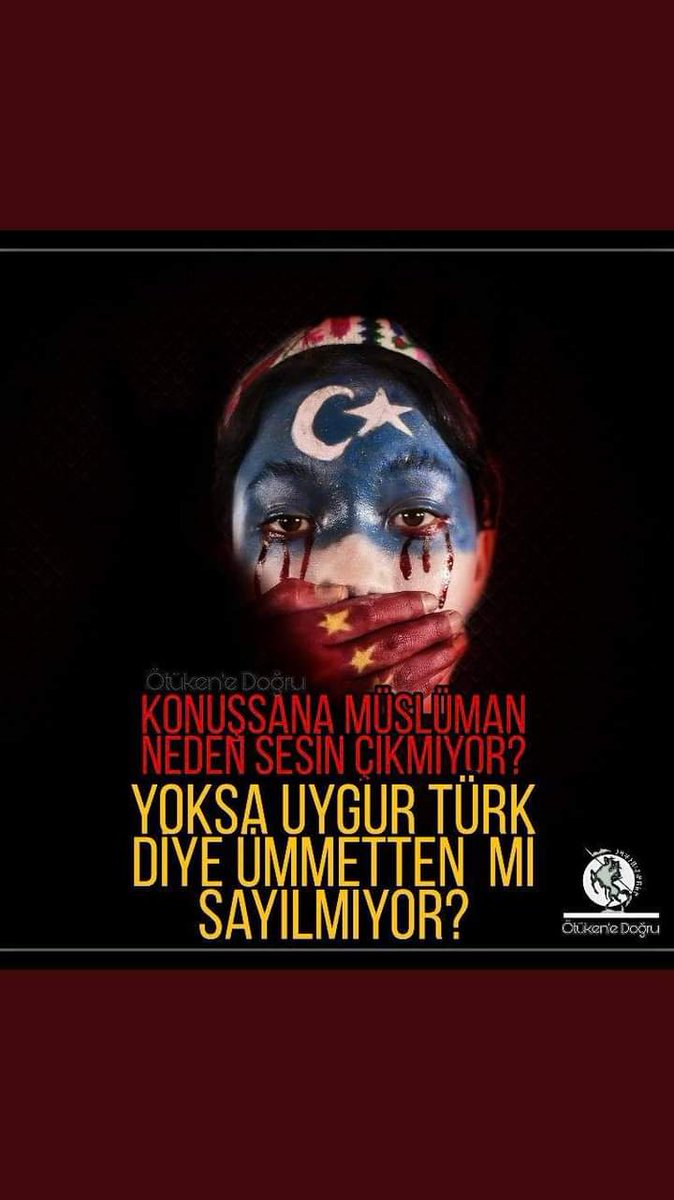 Ötüken'e Doğru
KONUŞSANA MÜSLÜMAN
NEDEN SESİN ÇIKMIYOR?
YOKSA UYGUR TÜRK
DİYE ÜMMETTEN Mİ
SAYILMIYOR?
Ötüken'e Doğru